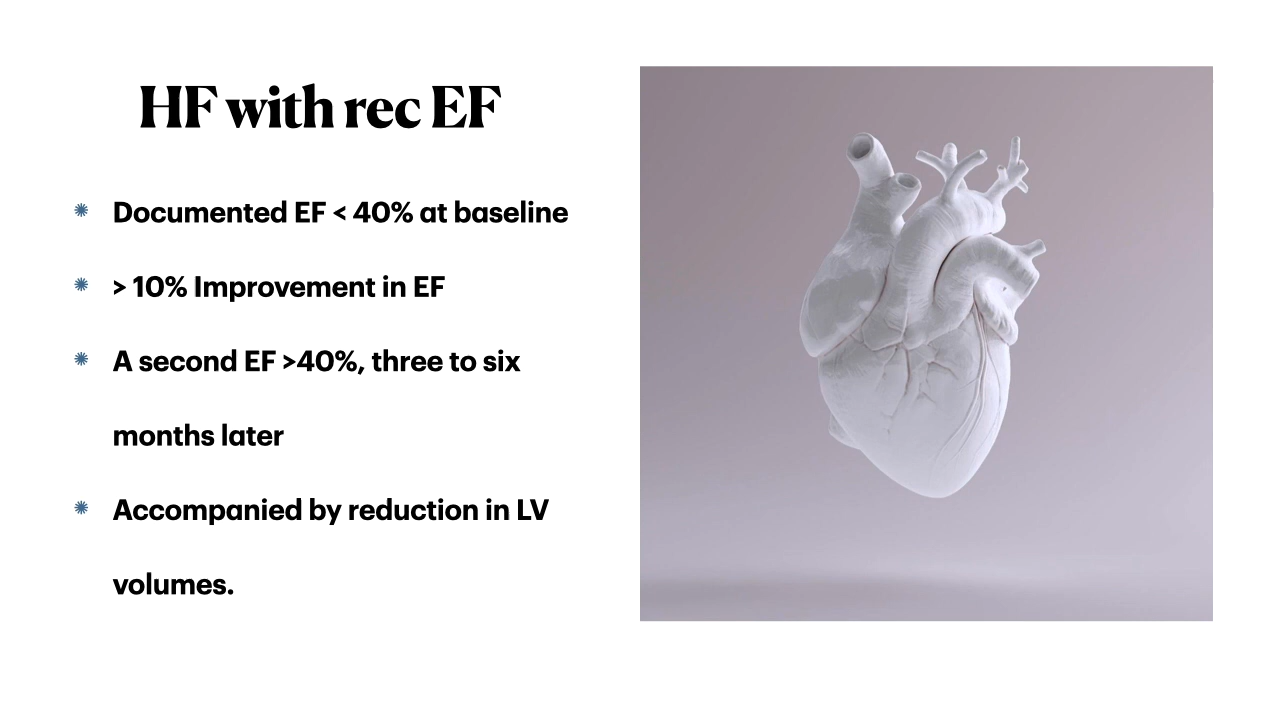 HF with rec EF
Documented EF < 40% at baseline
> 10% Improvement in EF
A second EF >40%, three to six
months later
Accompanied by reduction in LV
volumes.